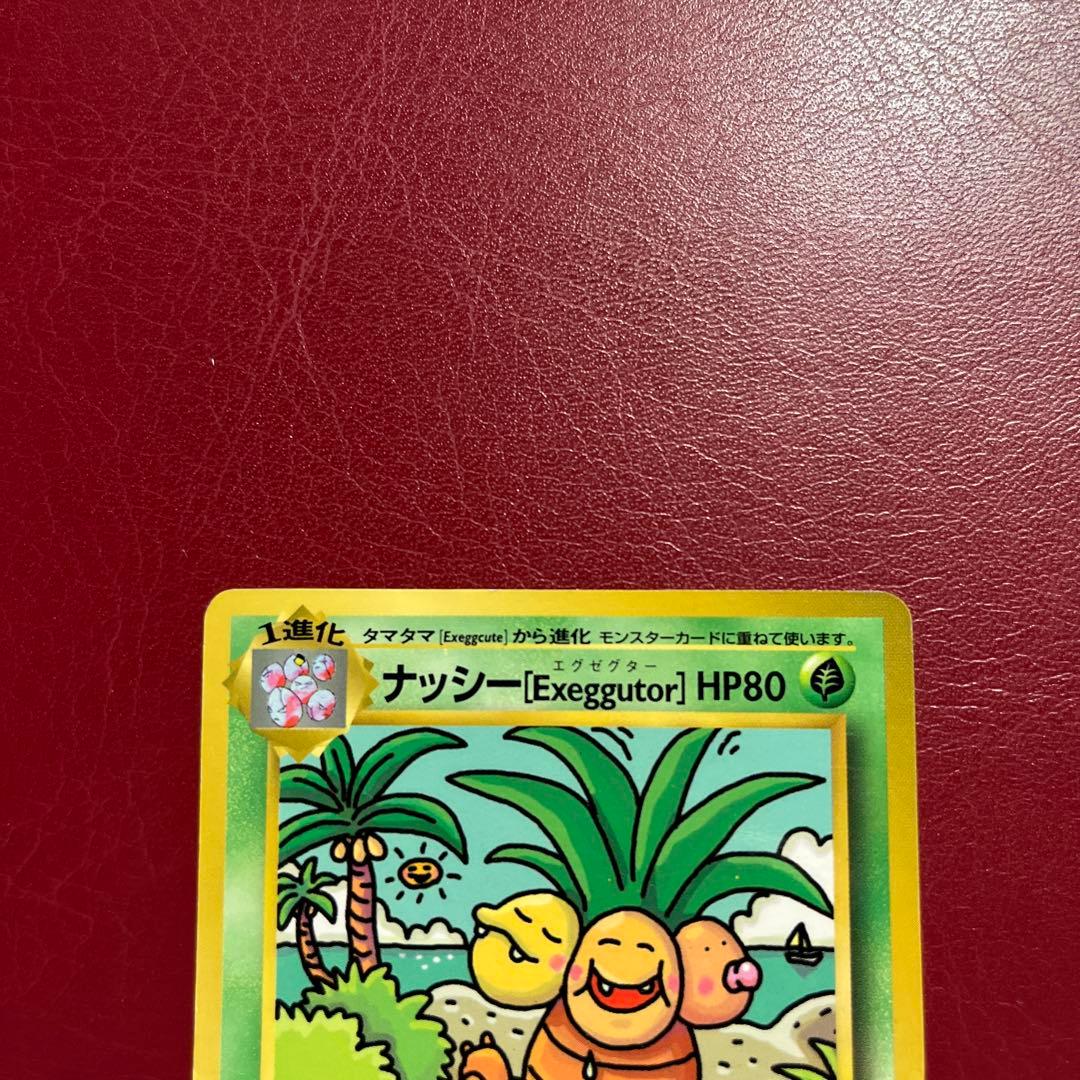 1進化 タマタマ[Exeggcute]から進化 モンスターカードに重ねて使います。
エグゼグター
ナッシー[Exeggutor] HP80